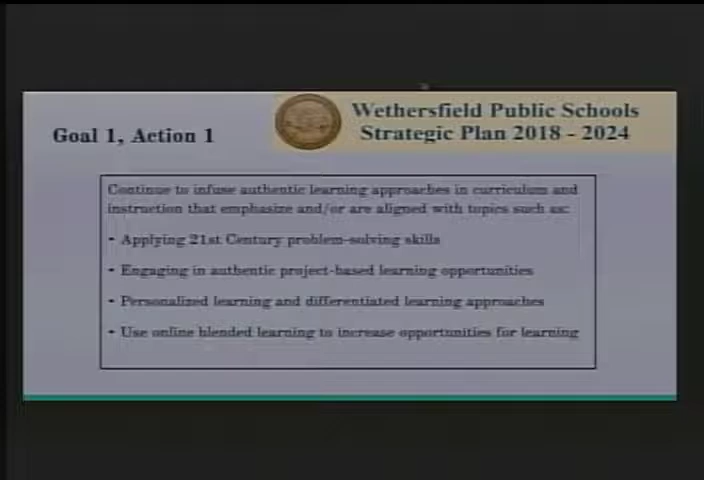 Wethersfield Public Schools
Strategic Plan 2018 - 2024
Goal 1, Action 1
Continue to infuse authentic learning approaches in curriculum and
instruction that emphasize and/or are aligned with topics such as:
• Applying 21st Century problem-solving skills
• Engaging in authentic project-based learning opportunities
• Personalized learning and differentiated learning approaches
• Use online blended learning to increase opportunities for learning